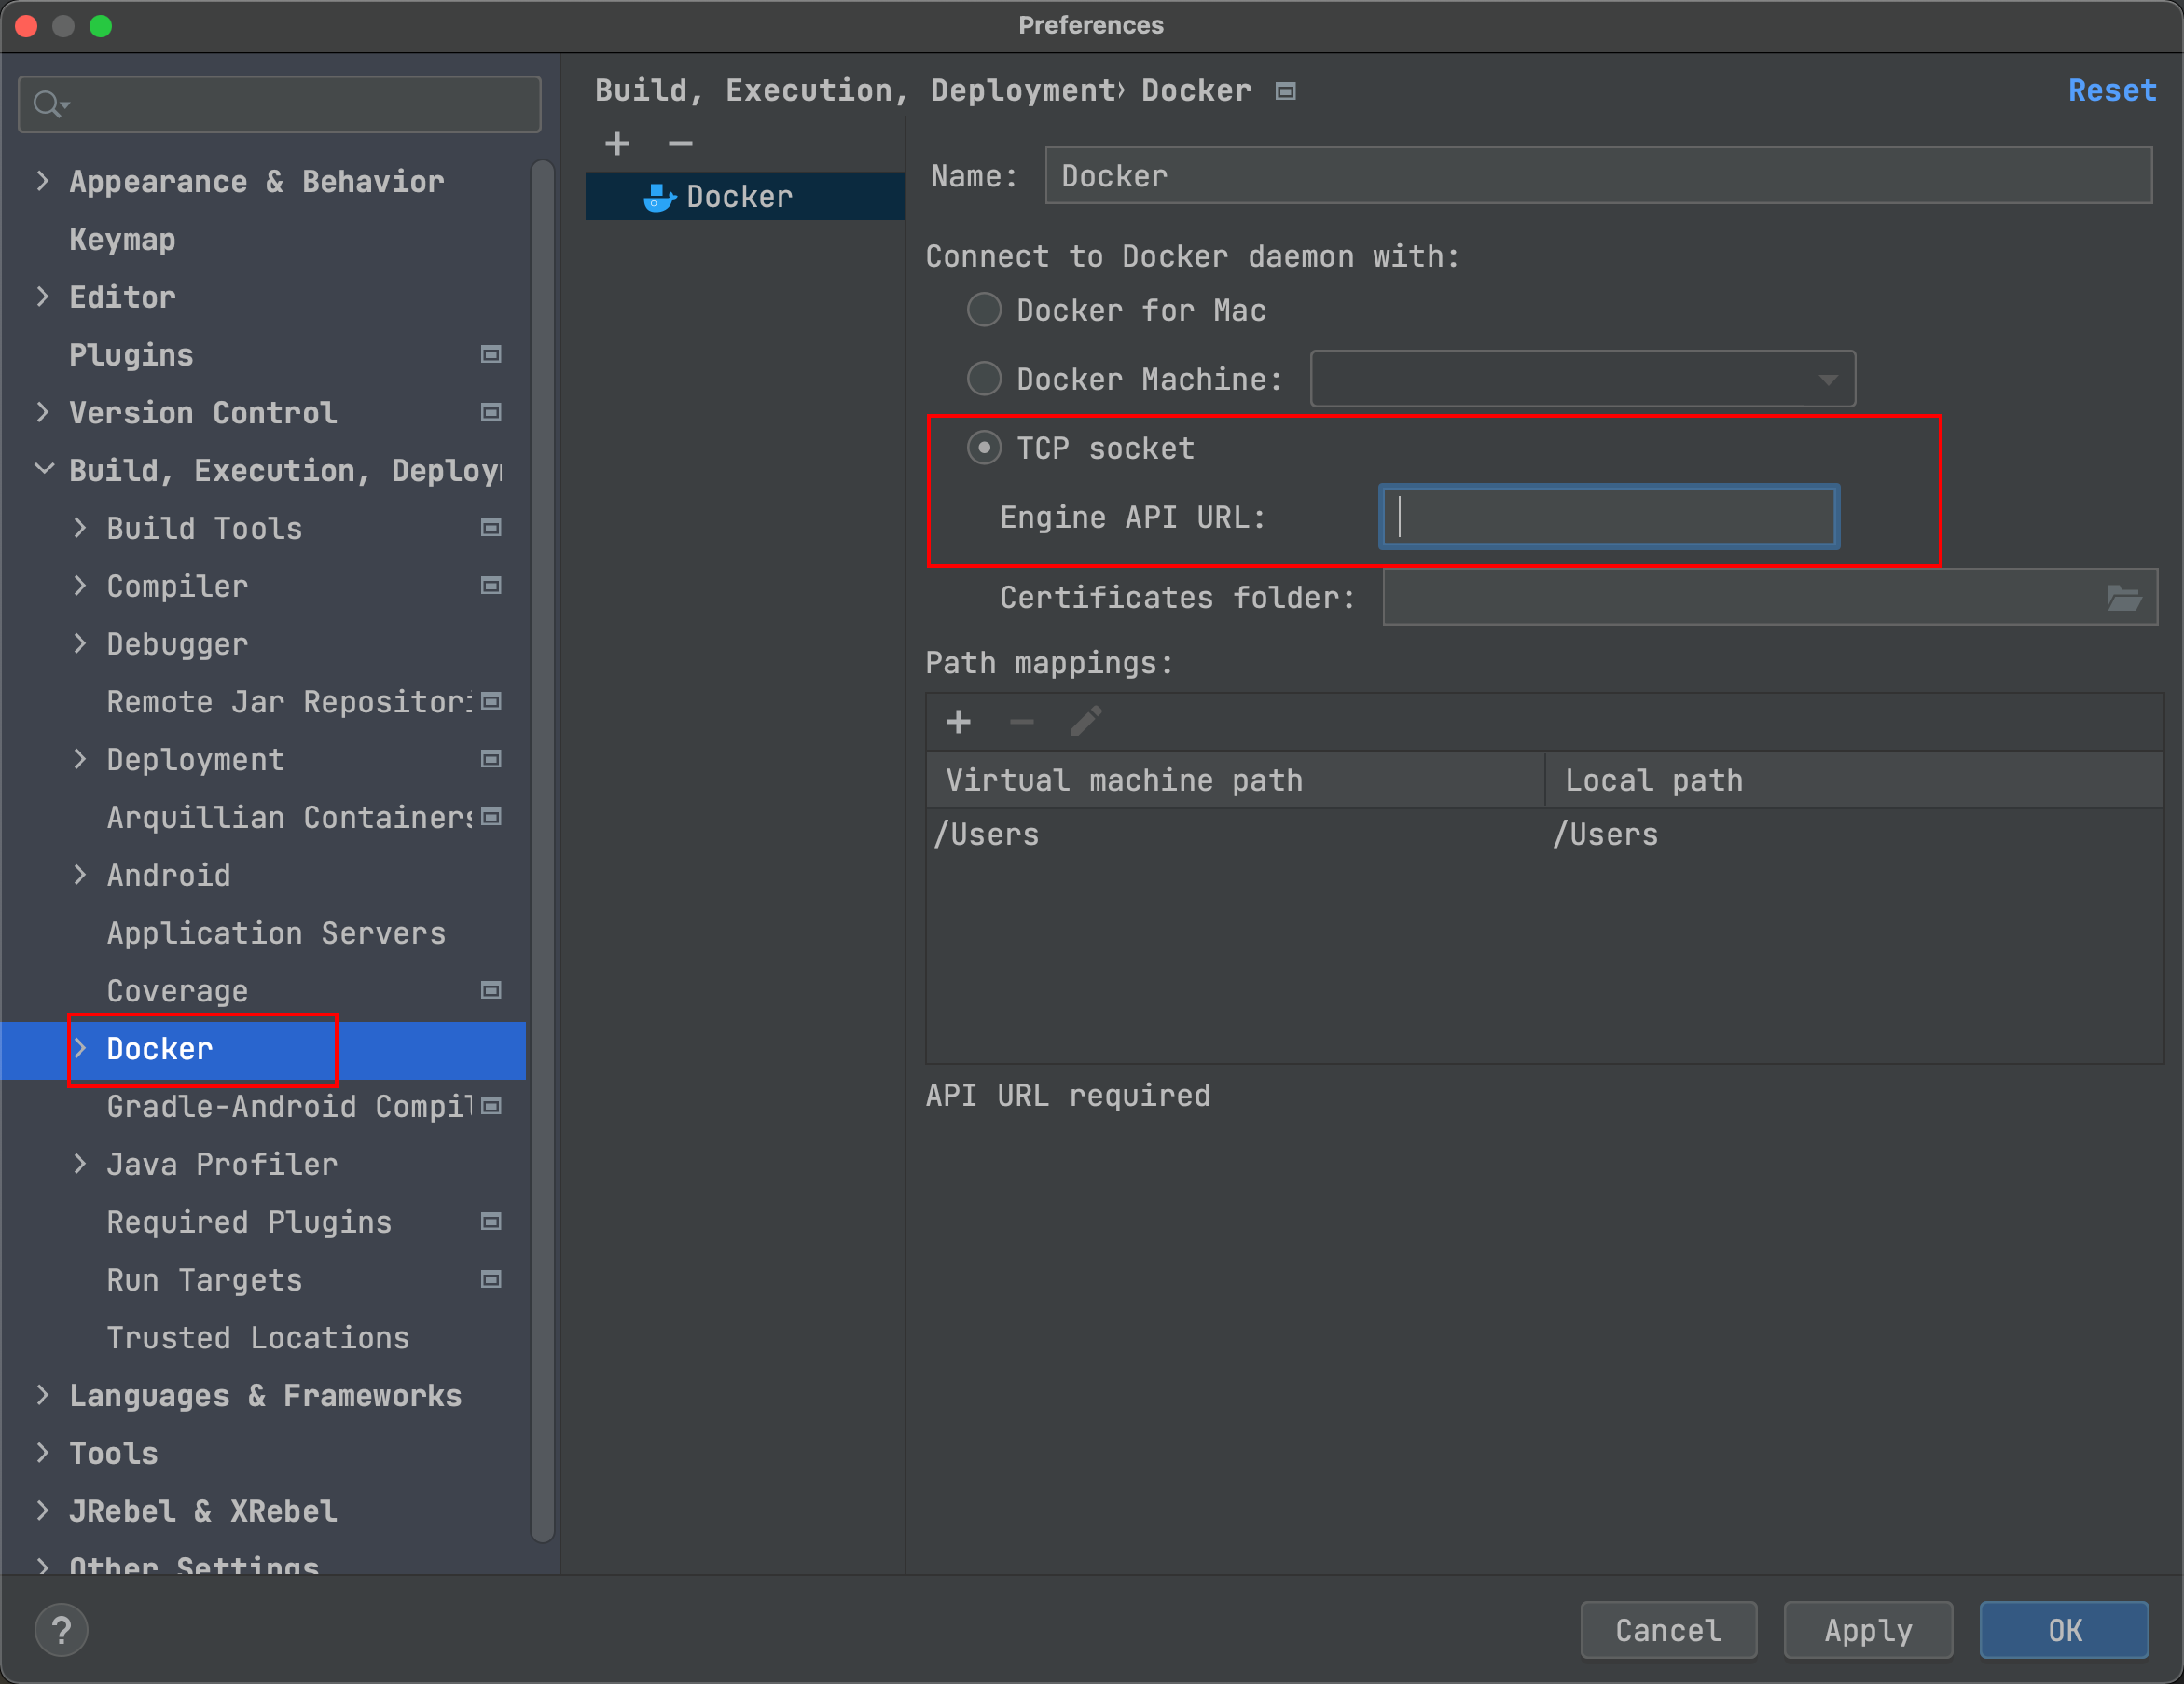 Preferences
Appearance & Behavior
Keymap
Editor
Plugins
Version Control
Build, Execution, Deploy
Build Tools
Compiler
Debugger
Remote Jar Repositori
Deployment
Arquillian Containers
Android
Application Servers
Coverage
Docker
Gradle-Android Compil
Java Profiler
Required Plugins
Run Targets
Trusted Locations
Languages & Frameworks
Tools
JRebel & XRebel
Other Settings
?
Build, Execution, Deployment› Docker
Reset
+ −
Docker
Name: Docker
Connect to Docker daemon with:
Docker for Mac
Docker Machine:
TCP socket
Engine API URL:
Certificates folder:
Path mappings:
Virtual machine path Local path
/Users /Users
API URL required
Cancel Apply OK